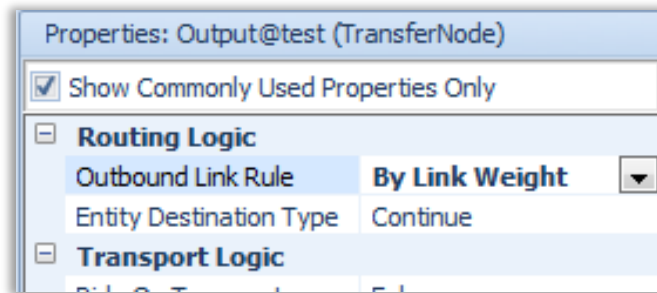 Properties: Output@test (TransferNode)
Show Commonly Used Properties Only
Routing Logic
Outbound Link Rule By Link Weight
Entity Destination Type Continue
Transport Logic